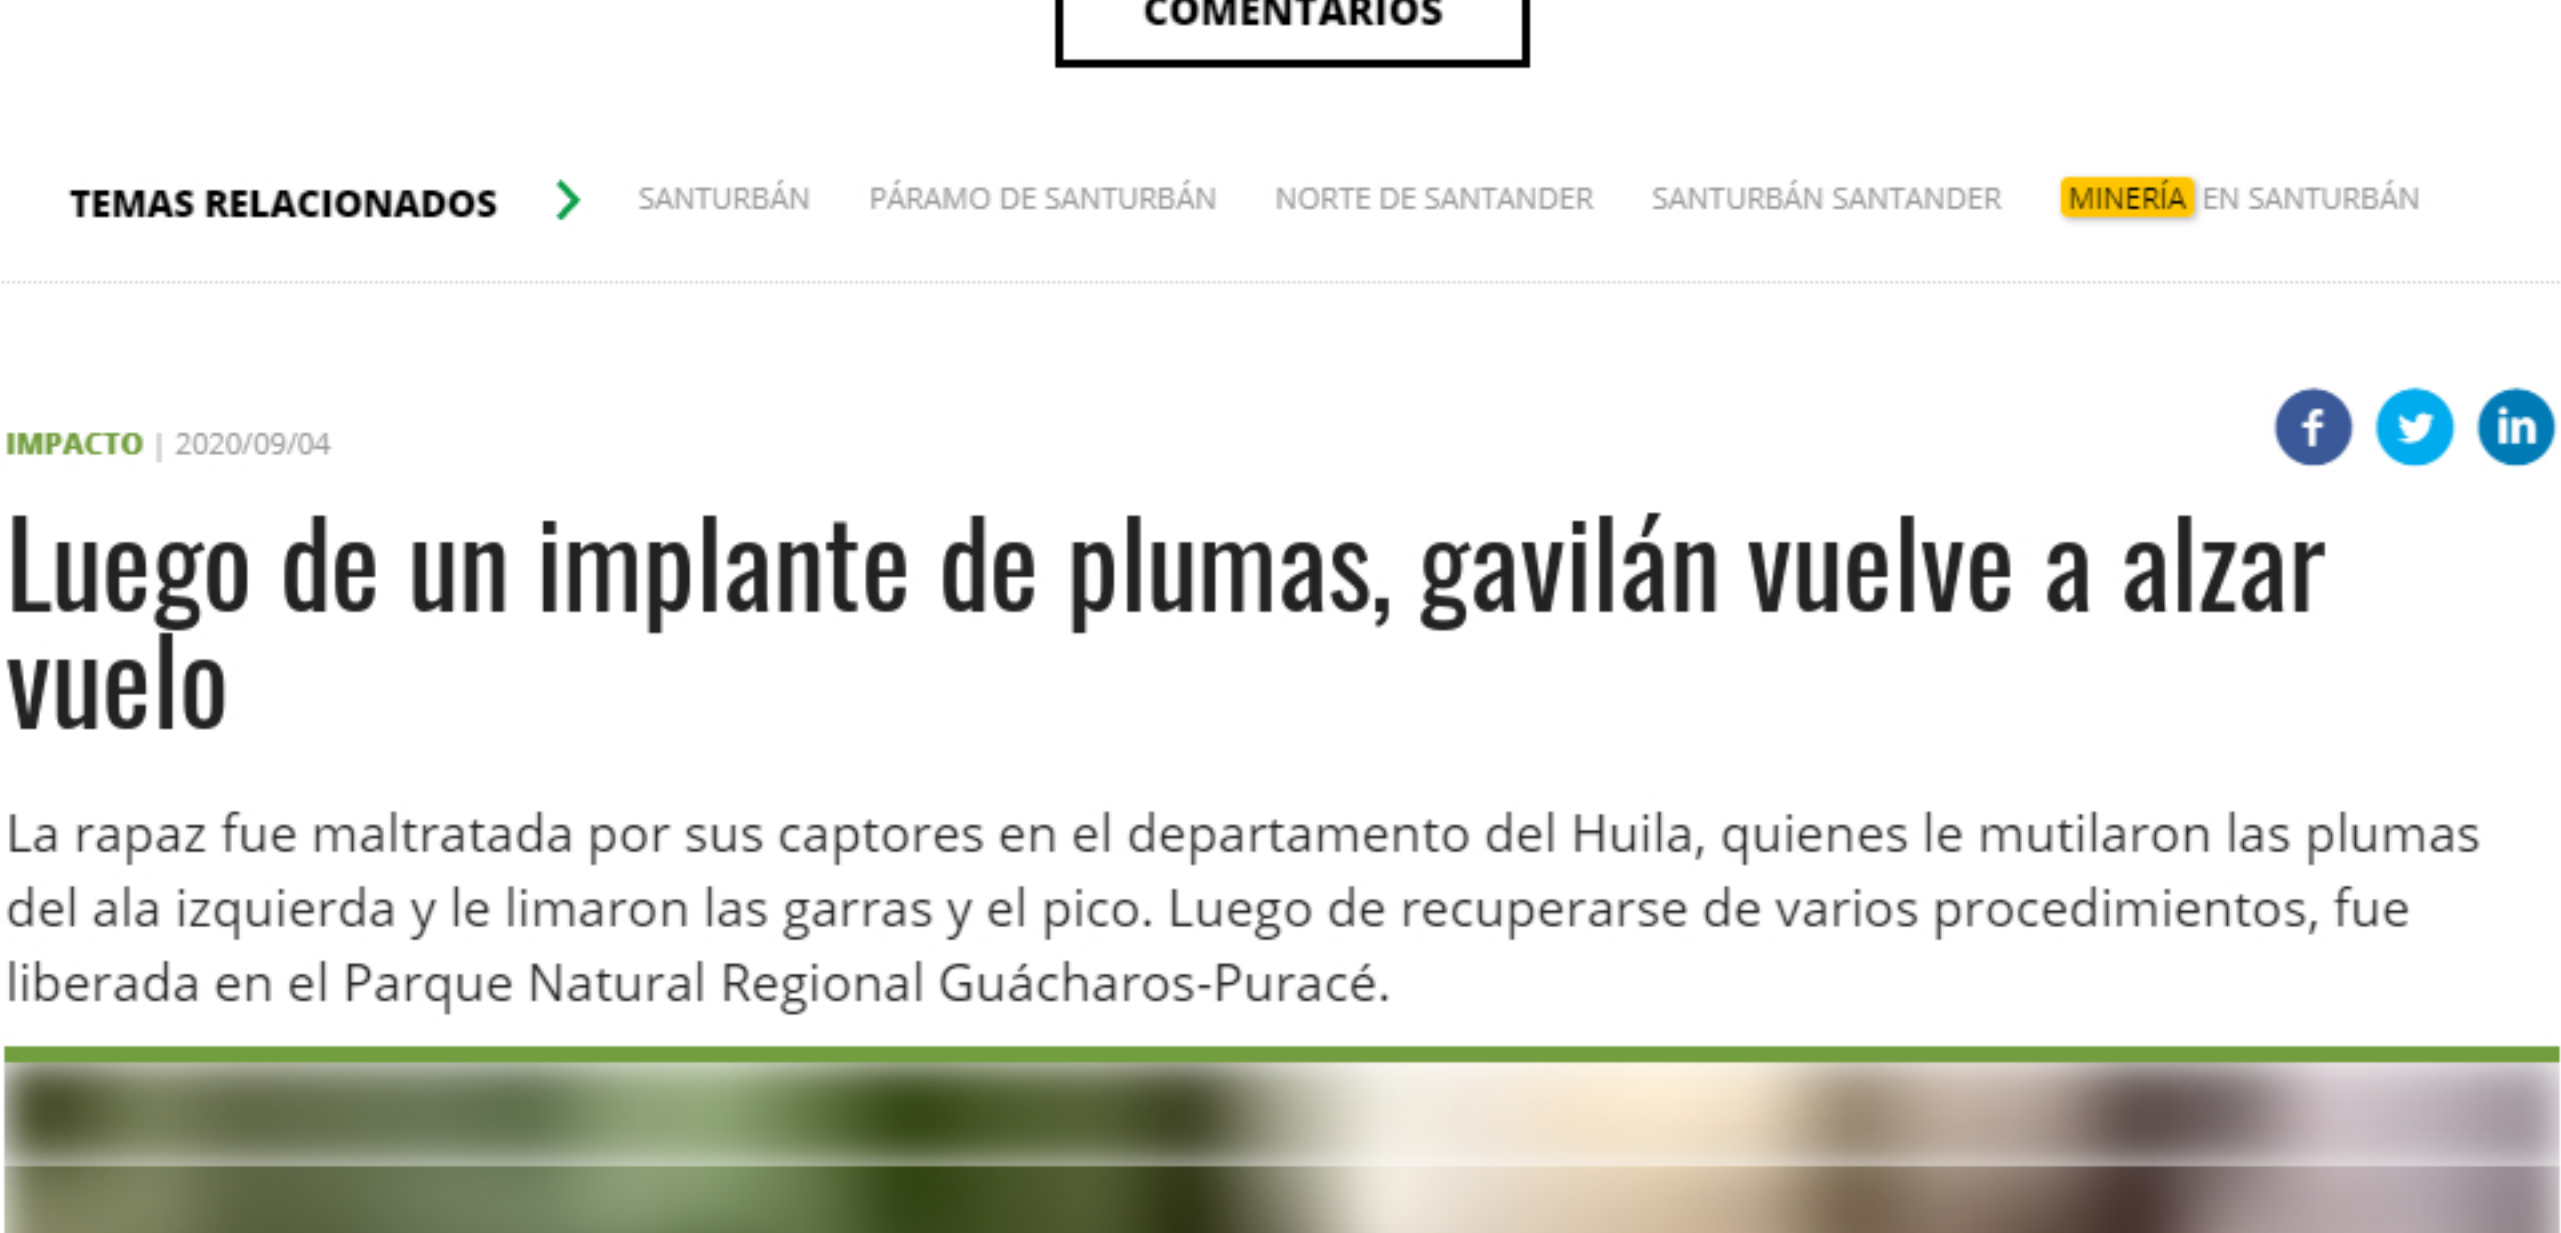 COMENTARIOS
TEMAS RELACIONADOS SANTURBÁN PÁRAMO DE SANTURBÁN NORTE DE SANTANDER SANTURBÁN SANTANDER MINERÍA EN SANTURBÁN
IMPACTO | 2020/09/04
Luego de un implante de plumas, gavilán vuelve a alzar
vuelo
La rapaz fue maltratada por sus captores en el departamento del Huila, quienes le mutilaron las plumas
del ala izquierda y le limaron las garras y el pico. Luego de recuperarse de varios procedimientos, fue
liberada en el Parque Natural Regional Guácharos-Puracé.